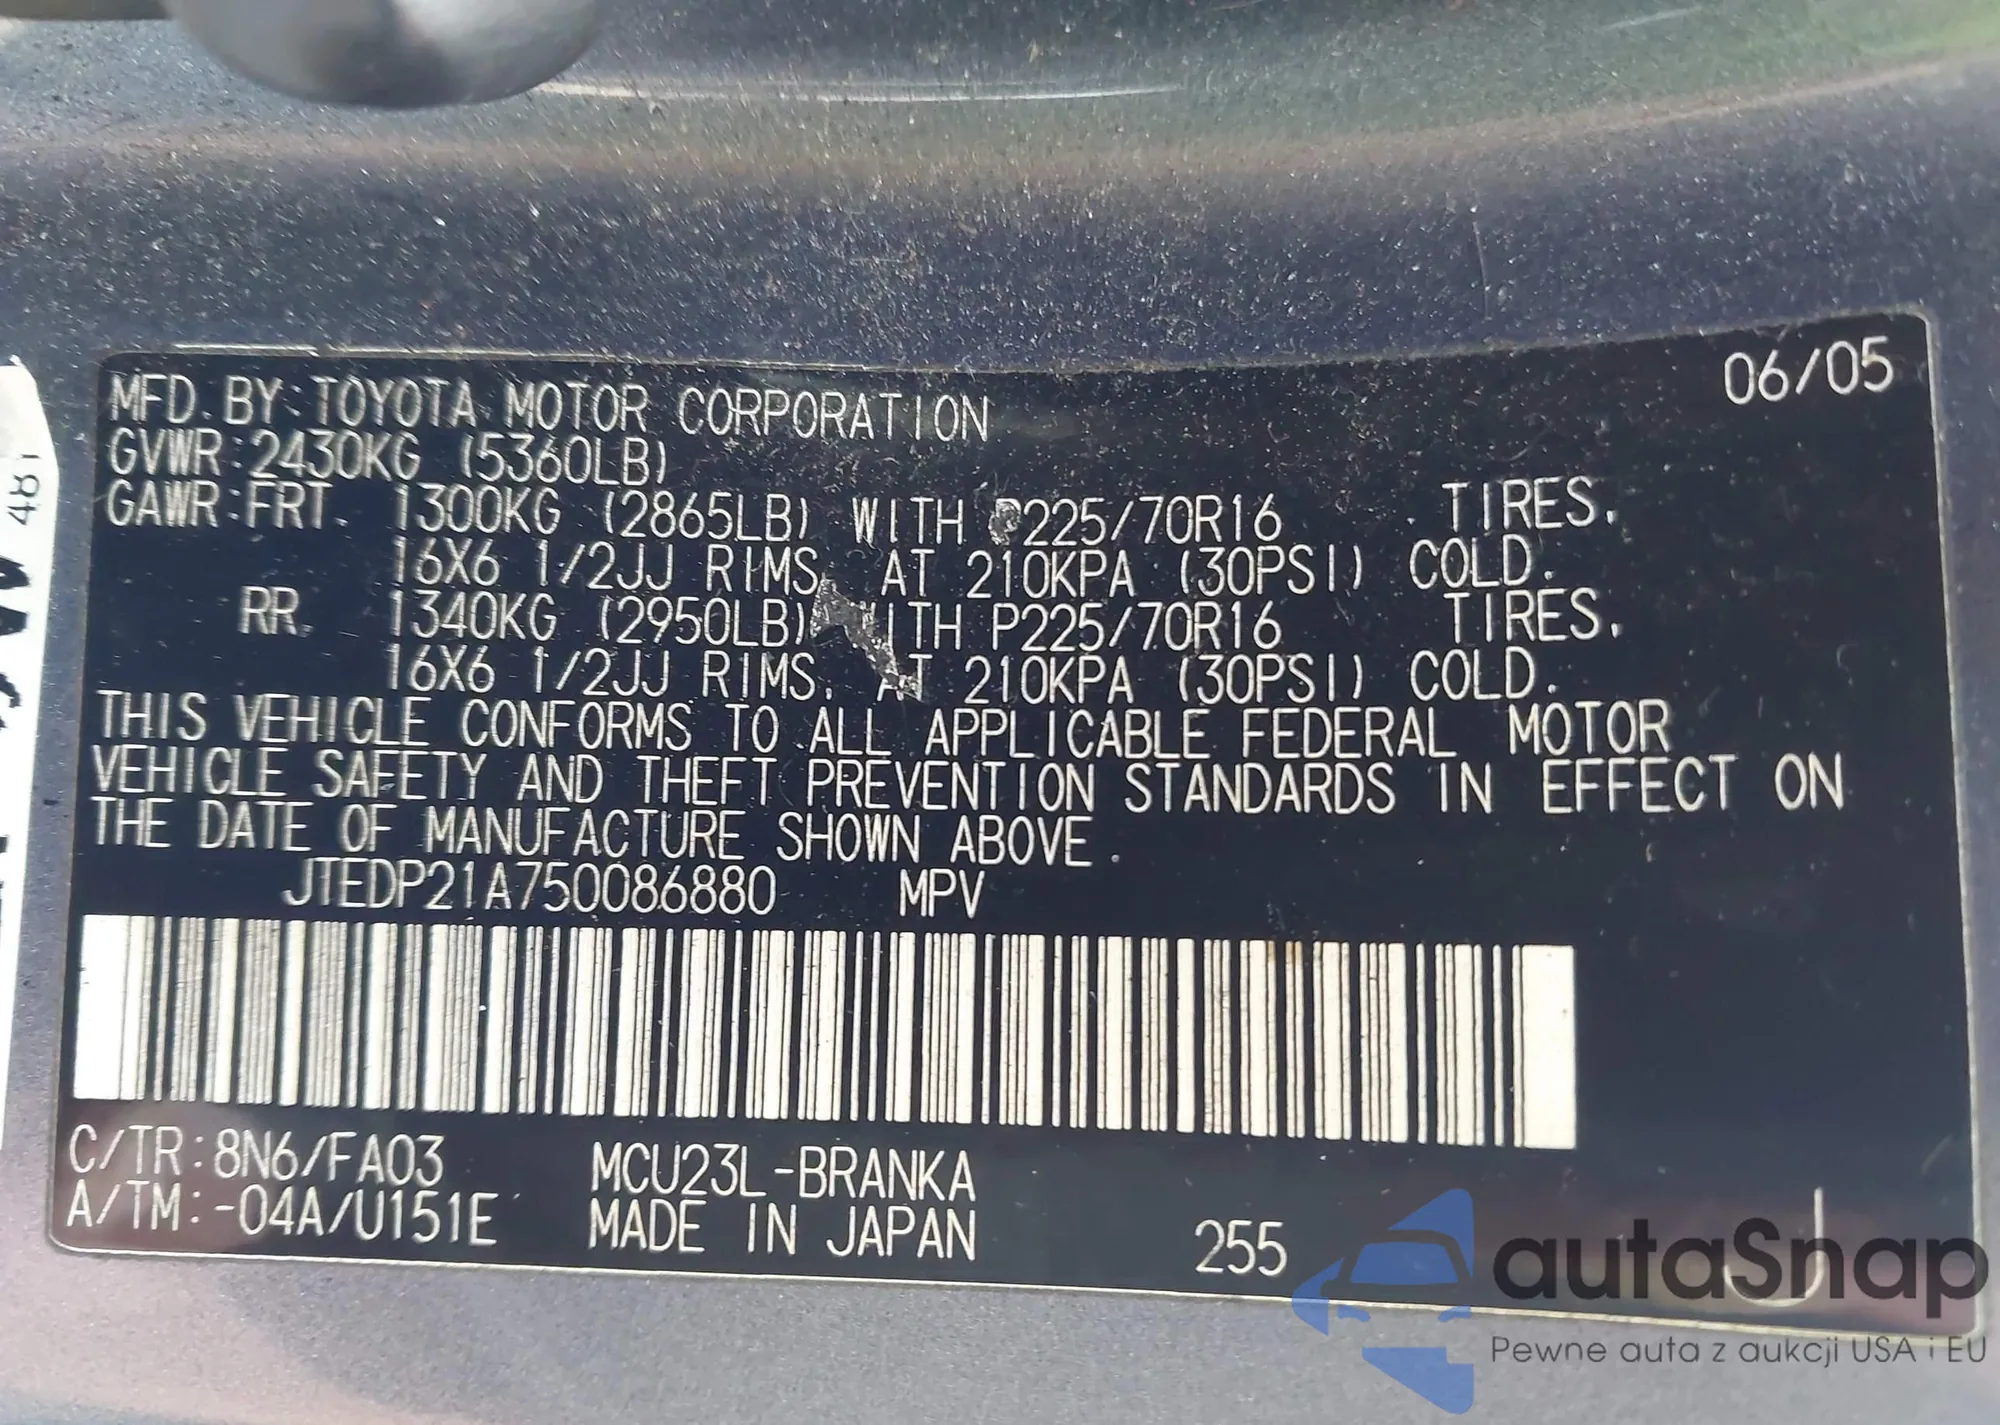 06/05
MFD. BY: TOYOTA MOTOR CORPORATION
GVWR: 2430KG (5360LB)
GAWR: FRT. 1300KG (2865LB) WITH P225/70R16 TIRES.
16X6 1/2JJ RIMS, AT 210KPA (30PSI) COLD.
RR. 1340KG (2950LB) WITH P225/70R16 TIRES.
16X6 1/2JJ RIMS, AT 210KPA (30PSI) COLD.
THIS VEHICLE CONFORMS TO ALL APPLICABLE FEDERAL MOTOR
VEHICLE SAFETY AND THEFT PREVENTION STANDARDS IN EFFECT ON
THE DATE OF MANUFACTURE SHOWN ABOVE.
JTEDP21A750086880 MPV
C/TR: 8N6/FA03 MCU23L-BRANKA
A/TM: -04A/U151E MADE IN JAPAN 255
J
481
autaSnap
Pewne auta z aukcji USA i EU